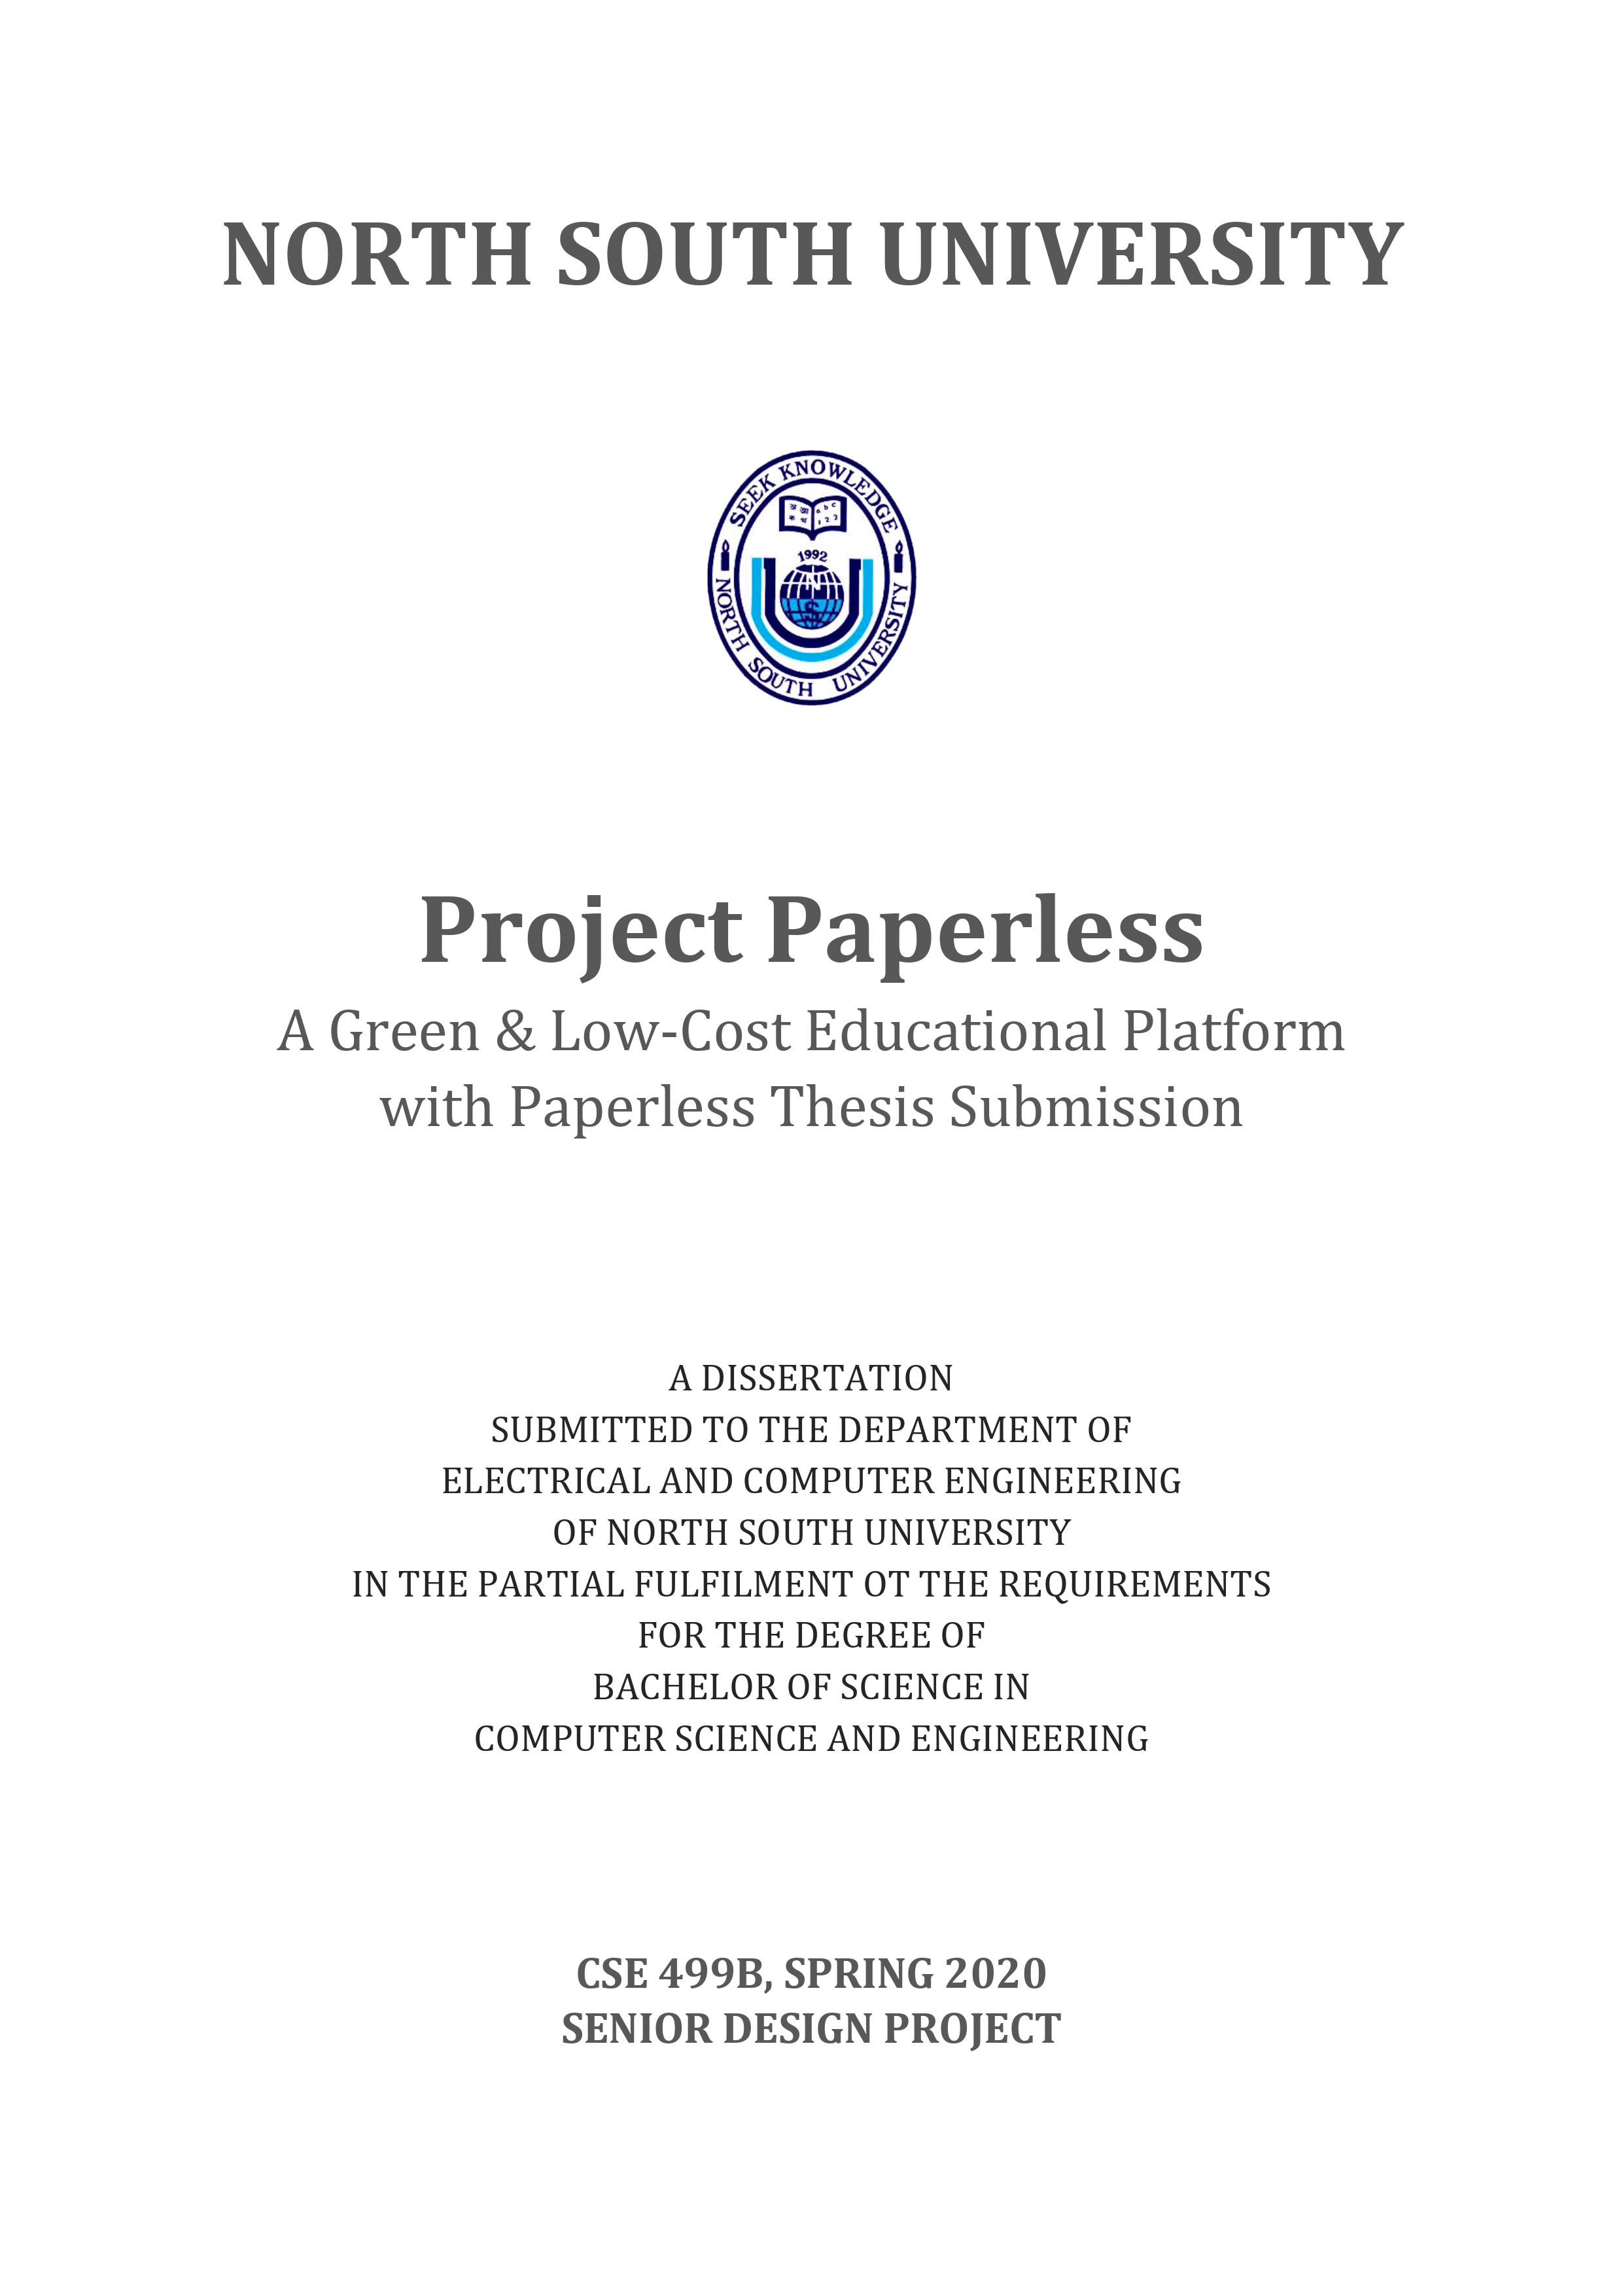 NORTH SOUTH UNIVERSITY
SEEK KNOWLEDGE
অ আ a b c
ক খ 1 2 3
1992
N
S
NORTH SOUTH UNIVERSITY
Project Paperless
A Green & Low-Cost Educational Platform
with Paperless Thesis Submission
A DISSERTATION
SUBMITTED TO THE DEPARTMENT OF
ELECTRICAL AND COMPUTER ENGINEERING
OF NORTH SOUTH UNIVERSITY
IN THE PARTIAL FULFILMENT OT THE REQUIREMENTS
FOR THE DEGREE OF
BACHELOR OF SCIENCE IN
COMPUTER SCIENCE AND ENGINEERING
CSE 499B, SPRING 2020
SENIOR DESIGN PROJECT